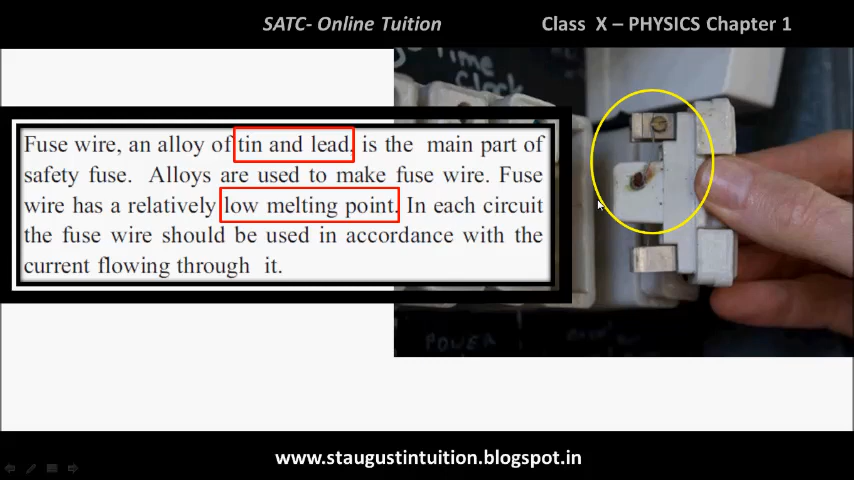 SATC- Online Tuition
Class X – PHYSICS Chapter 1
Time
Clock
Fuse wire, an alloy of tin and lead, is the main part of
safety fuse. Alloys are used to make fuse wire. Fuse
wire has a relatively low melting point. In each circuit
the fuse wire should be used in accordance with the
current flowing through it.
POWER
www.staugustintuition.blogspot.in